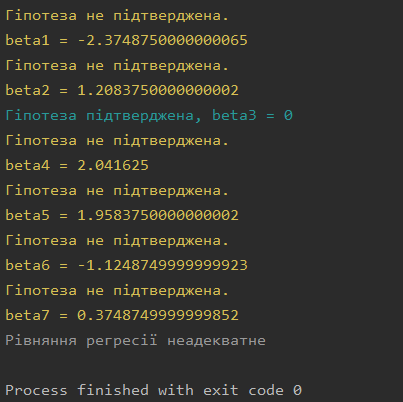 Гіпотеза не підтверджена.
beta1 = -2.3748750000000065
Гіпотеза не підтверджена.
beta2 = 1.2083750000000002
Гіпотеза підтверджена, beta3 = 0
Гіпотеза не підтверджена.
beta4 = 2.041625
Гіпотеза не підтверджена.
beta5 = 1.9583750000000002
Гіпотеза не підтверджена.
beta6 = -1.1248749999999923
Гіпотеза не підтверджена.
beta7 = 0.3748749999999852
Рівняння регресії неадекватне
Process finished with exit code 0